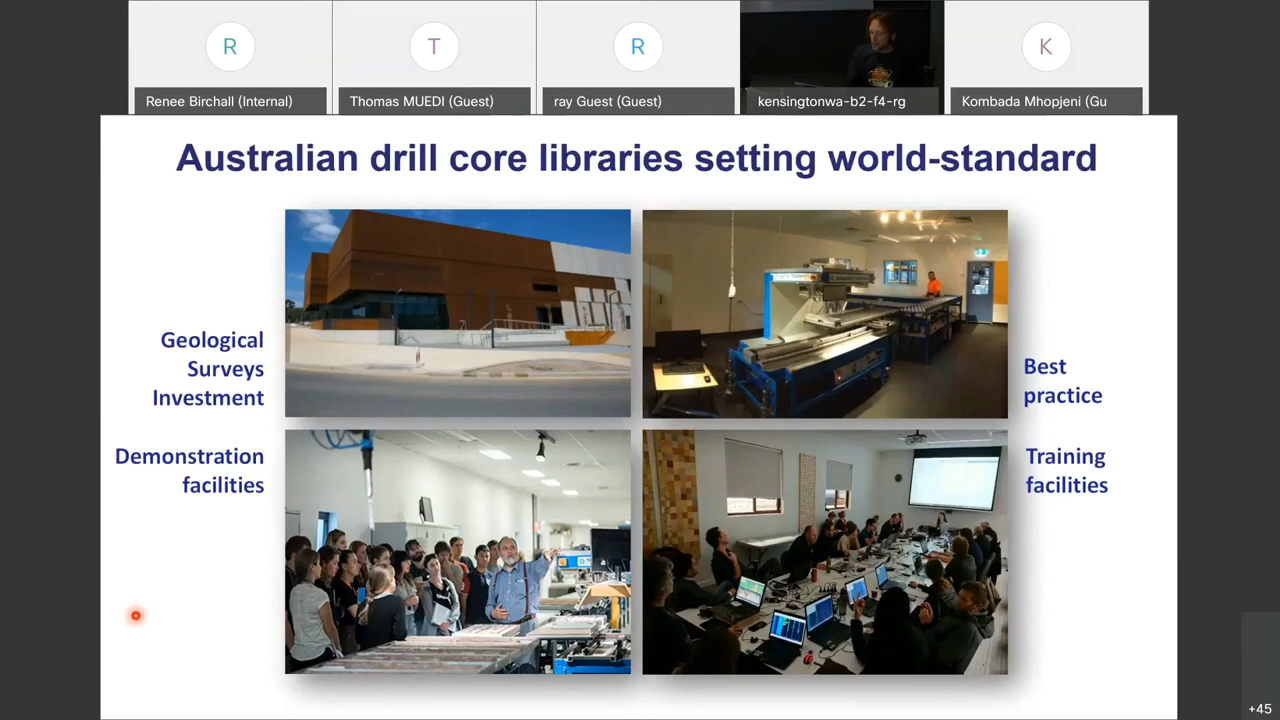 R
T
R
K
Renee Birchall (Internal)
Thomas MUEDI (Guest)
ray Guest (Guest)
kensingtonwa-b2-f4-rg
Kombada Mhopjeni (Gu
Australian drill core libraries setting world-standard
Geological
Surveys
Investment
Best
practice
Demonstration
facilities
Training
facilities
+45